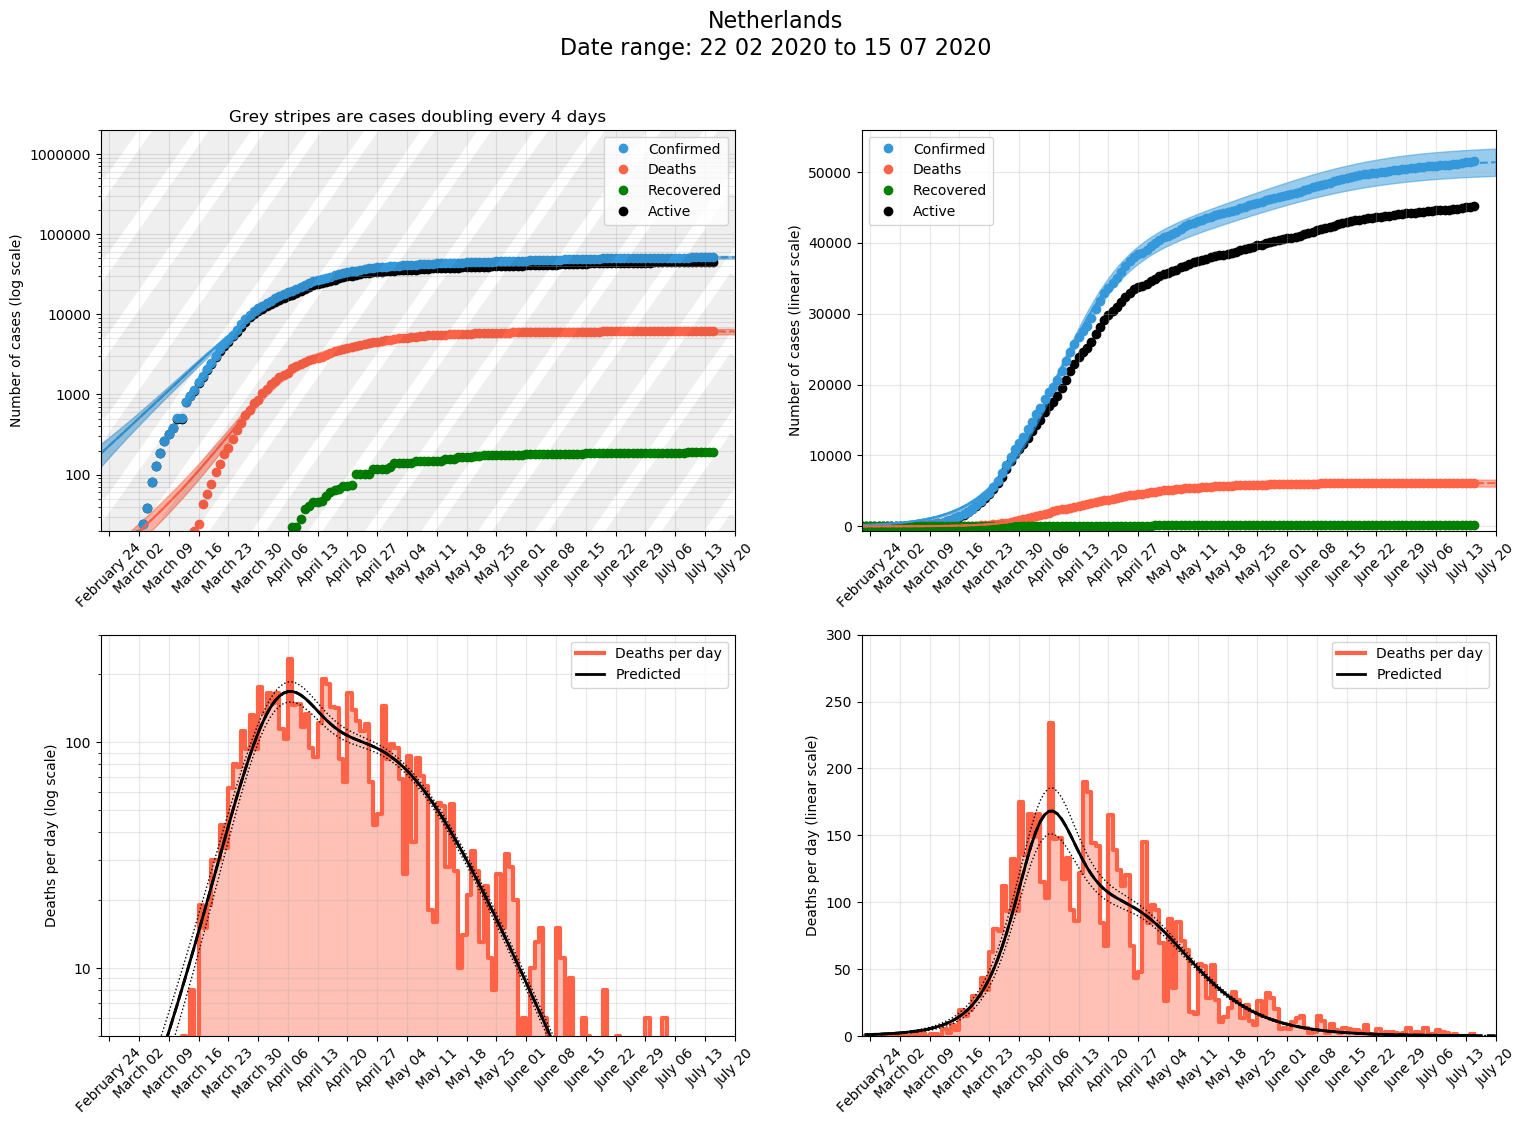 Netherlands
Date range: 22 02 2020 to 15 07 2020
Grey stripes are cases doubling every 4 days
Number of cases (log scale)
1000000
100000
10000
1000
100
Confirmed
Deaths
Recovered
Active
February 24
March 02
March 09
March 16
March 23
March 30
April 06
April 13
April 20
April 27
May 04
May 11
May 18
May 25
June 01
June 08
June 15
June 22
June 29
July 06
July 13
July 20
Number of cases (linear scale)
50000
40000
30000
20000
10000
0
Confirmed
Deaths
Recovered
Active
February 24
March 02
March 09
March 16
March 23
March 30
April 06
April 13
April 20
April 27
May 04
May 11
May 18
May 25
June 01
June 08
June 15
June 22
June 29
July 06
July 13
July 20
Deaths per day (log scale)
100
10
Deaths per day
Predicted
February 24
March 02
March 09
March 16
March 23
March 30
April 06
April 13
April 20
April 27
May 04
May 11
May 18
May 25
June 01
June 08
June 15
June 22
June 29
July 06
July 13
July 20
Deaths per day (linear scale)
300
250
200
150
100
50
0
Deaths per day
Predicted
February 24
March 02
March 09
March 16
March 23
March 30
April 06
April 13
April 20
April 27
May 04
May 11
May 18
May 25
June 01
June 08
June 15
June 22
June 29
July 06
July 13
July 20